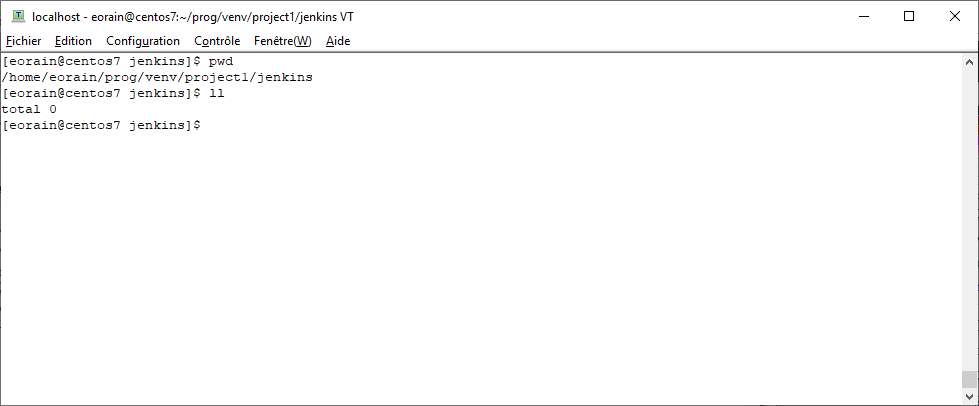 localhost - eorain@centos7:~/prog/venv/project1/jenkins VT
Fichier Edition Configuration Contrôle Fenêtre(W) Aide
[eorain@centos7 jenkins]$ pwd
/home/eorain/prog/venv/project1/jenkins
[eorain@centos7 jenkins]$ ll
total 0
[eorain@centos7 jenkins]$